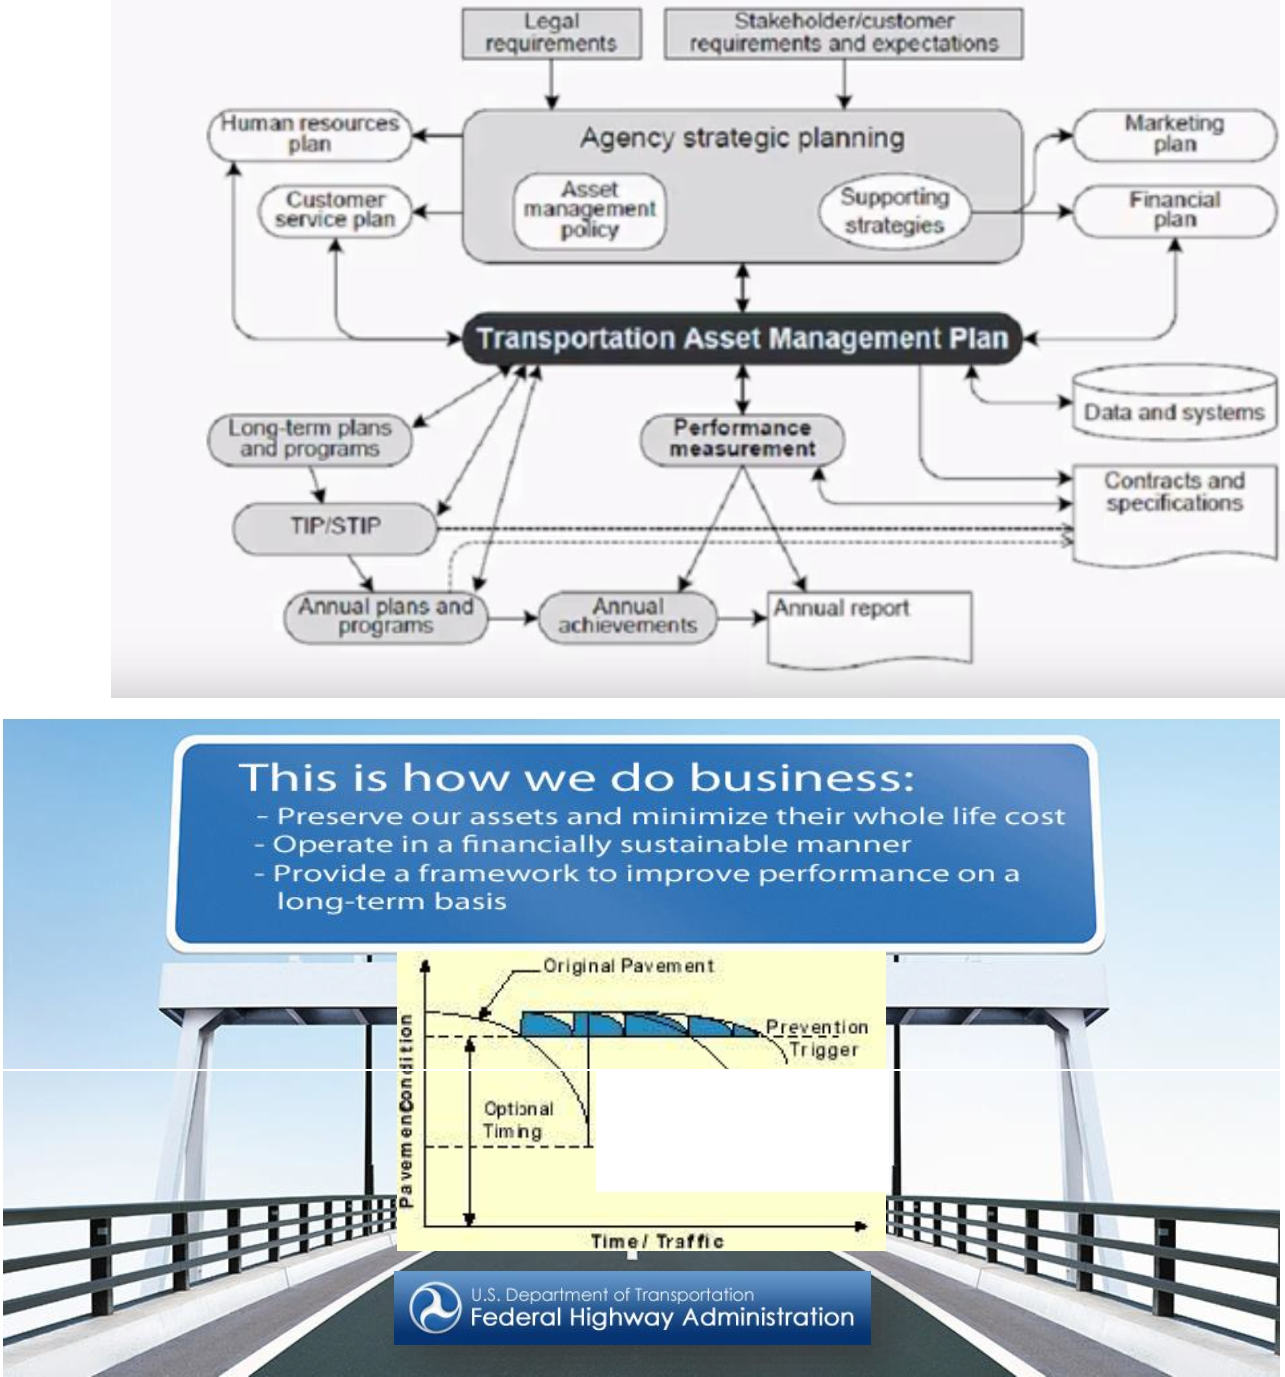 Legal
requirements
Stakeholder/customer
requirements and expectations
Human resources
plan
Agency strategic planning
Marketing
plan
Customer
service plan
Asset
management
policy
Supporting
strategies
Financial
plan
Transportation Asset Management Plan
Long-term plans
and programs
Performance
measurement
Data and systems
Contracts and
specifications
TIP/STIP
Annual plans and
programs
Annual
achievements
Annual report
This is how we do business:
- Preserve our assets and minimize their whole life cost
- Operate in a financially sustainable manner
- Provide a framework to improve performance on a
long-term basis
Original Pavement
Prevention
Trigger
Pavement Condition
Optional
Timing
Time / Traffic
U.S. Department of Transportation
Federal Highway Administration